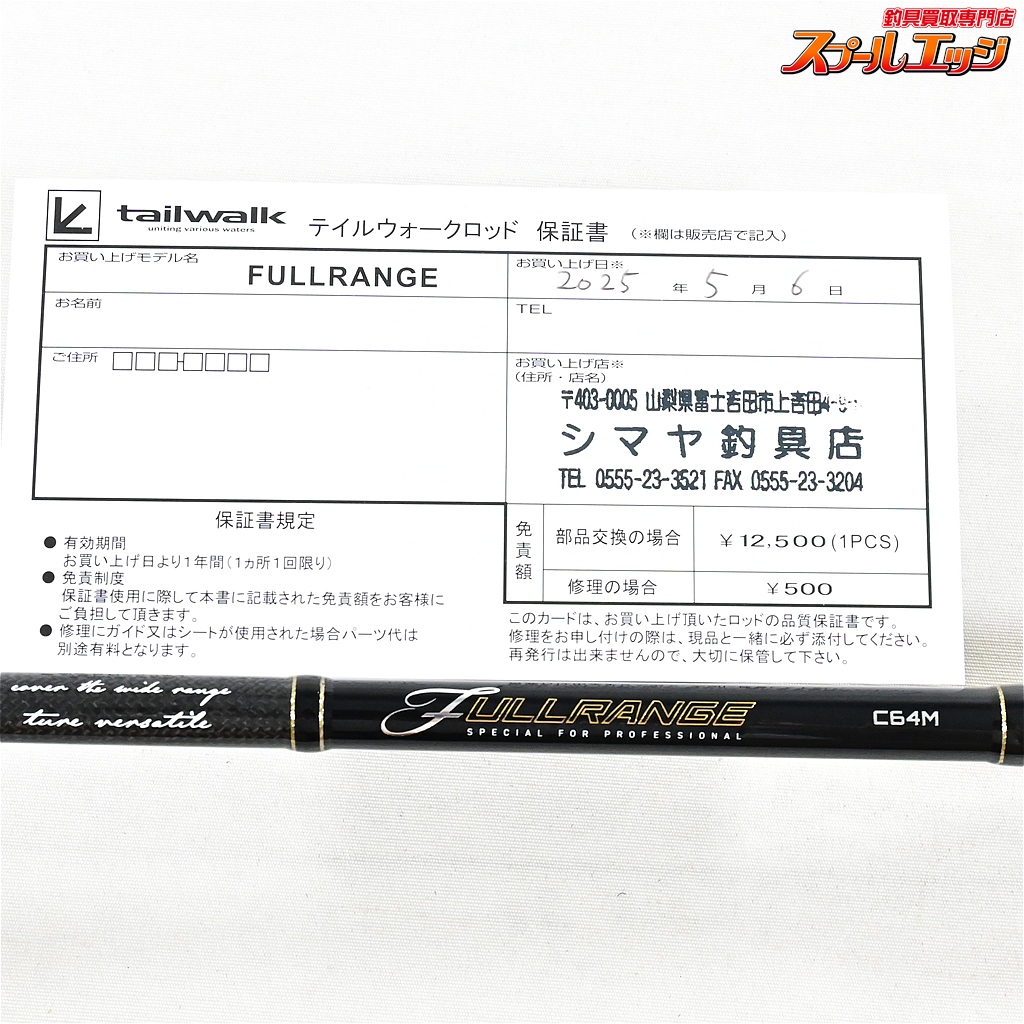 釣具買取専門店
スプールエッジ
tailwalk
uniting various waters
テイルウォークロッド 保証書 (※欄は販売店で記入)
お買い上げモデル名
FULLRANGE
お買い上げ日※
2025 年 5 月 6 日
お名前
TEL
ご住所
お買い上げ店※
(住所・店名)
〒403-0005 山梨県富士吉田市上吉田
シマヤ釣具店
TEL 0555-23-3521 FAX 0555-23-3204
保証書規定
● 有効期間
お買い上げ日より1年間(1ヵ所1回限り)
● 免責制度
保証書使用に際して本書に記載された免責額をお客様に
ご負担して頂きます。
● 修理にガイド又はシートが使用された場合パーツ代は
別途有料となります。
免責額
部品交換の場合
¥12,500(1PCS)
修理の場合
¥500
このカードは、お買い上げ頂いたロッドの品質保証書です。
修理をお申し付けの際は、現品と一緒に必ず添付してください。
再発行は出来ませんので、大切に保管して下さい。
cover the wide range
ture versatile
FULLRANGE
SPECIAL FOR PROFESSIONAL
C64M